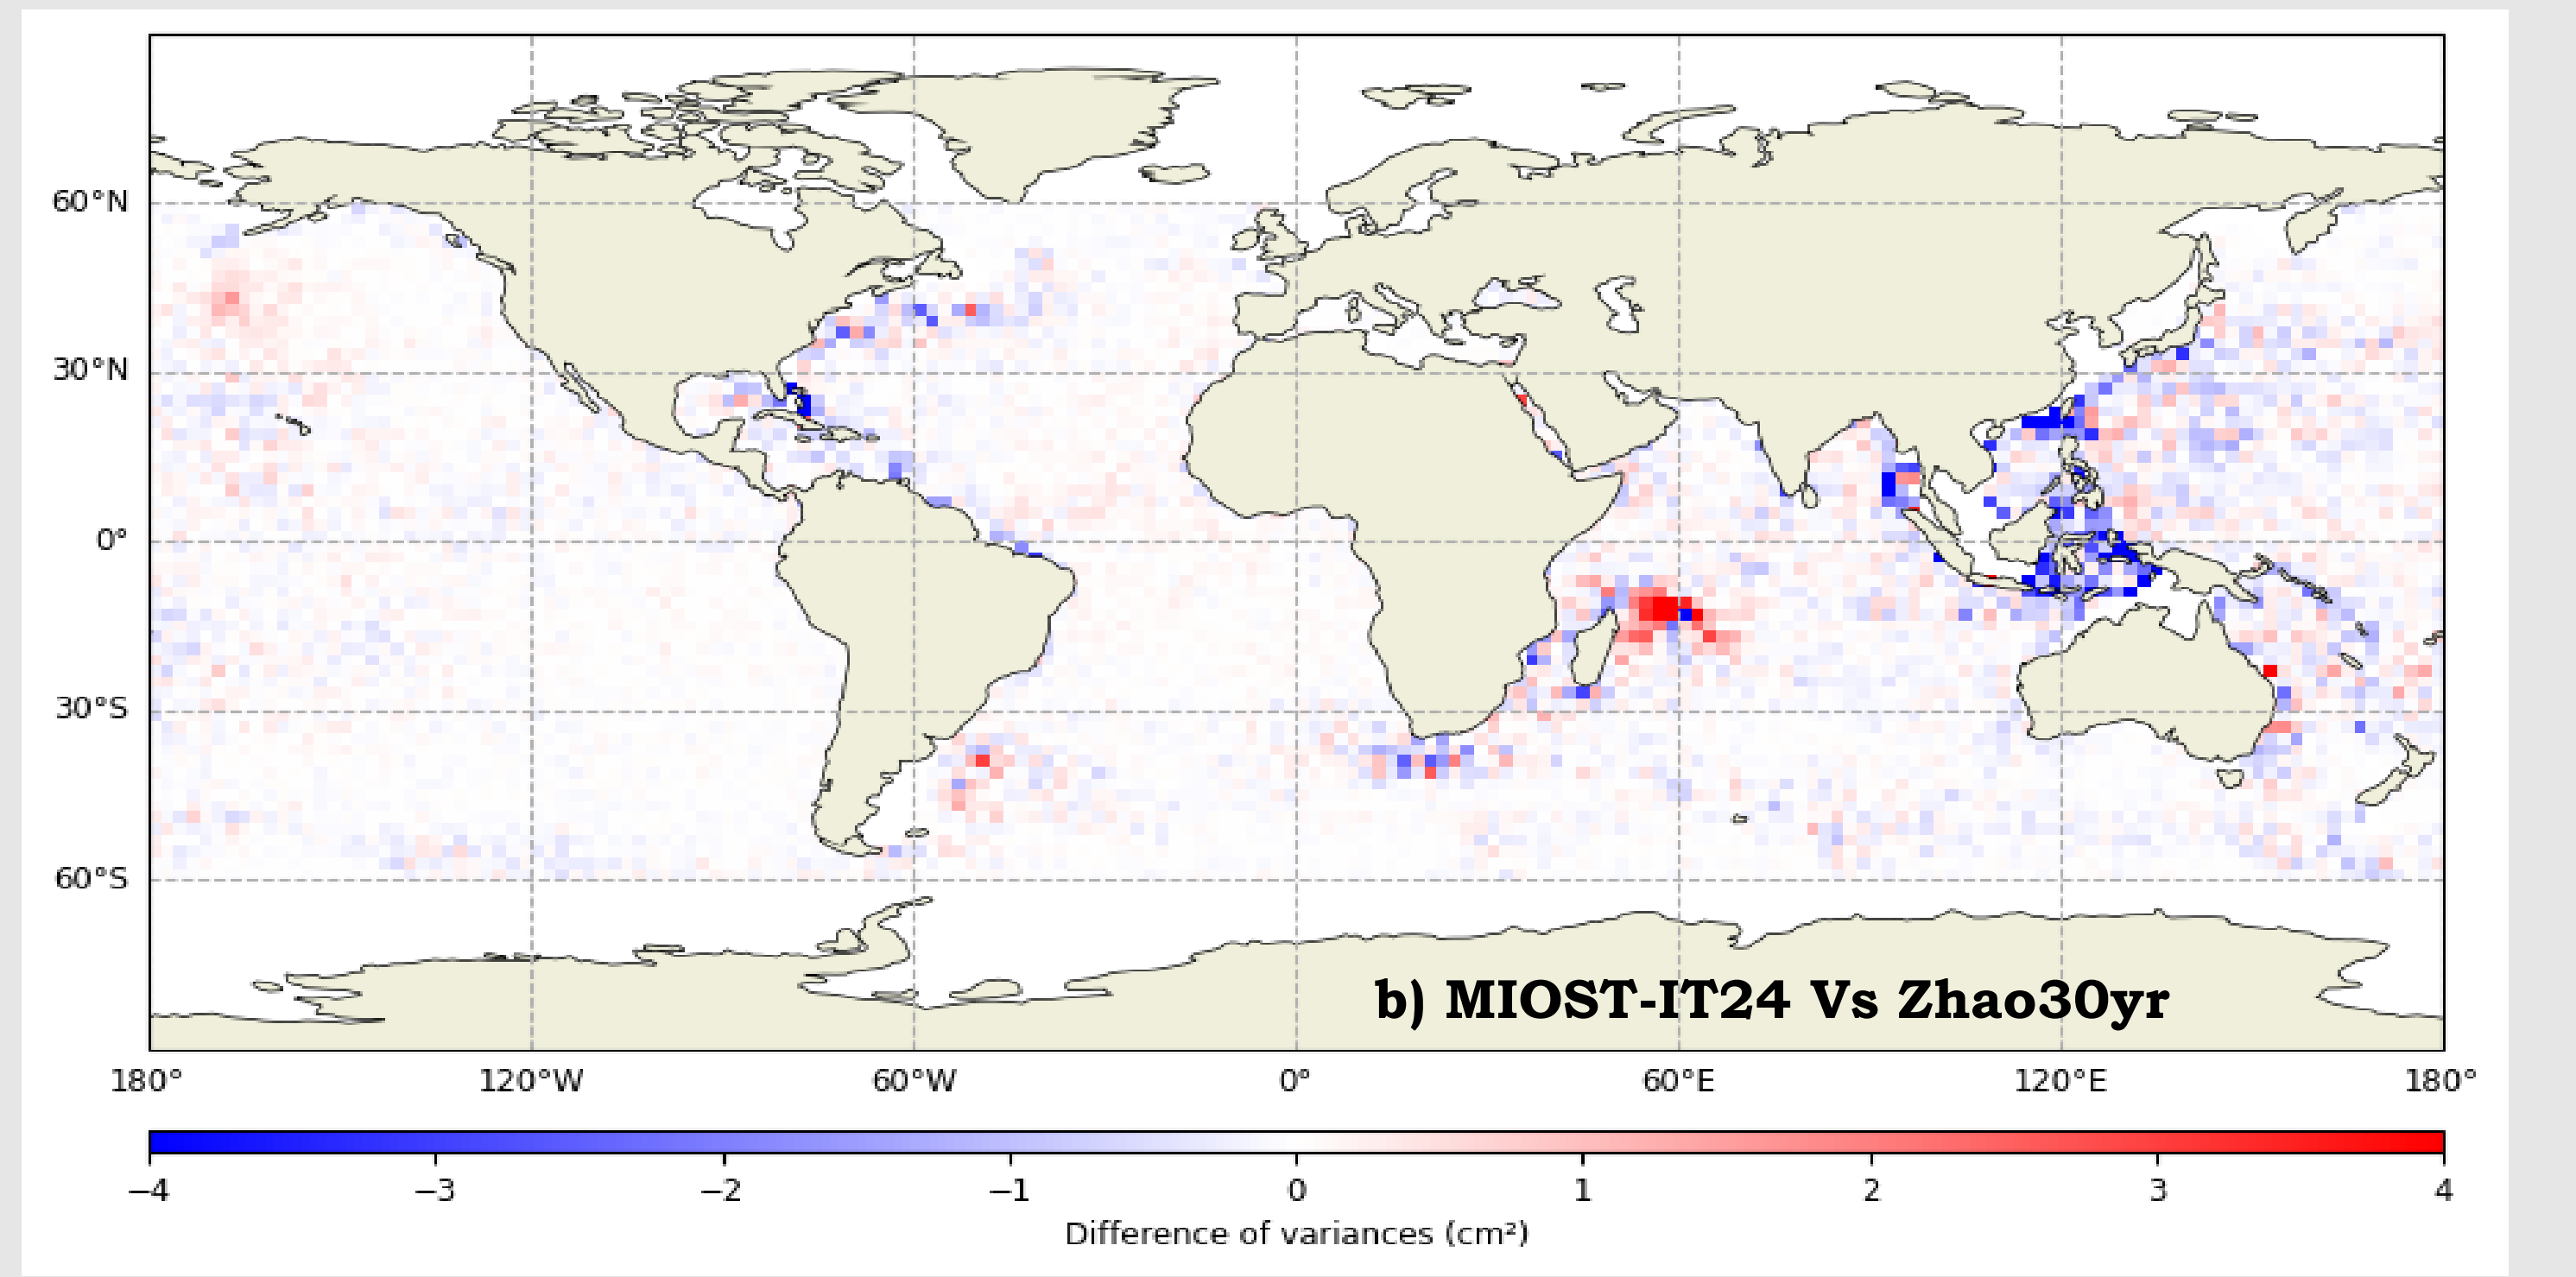 60°N
30°N
0°
30°S
60°S
b) MIOST-IT24 Vs Zhao30yr
180° 120°W 60°W 0° 60°E 120°E 180°
−4 −3 −2 −1 0 1 2 3 4
Difference of variances (cm²)